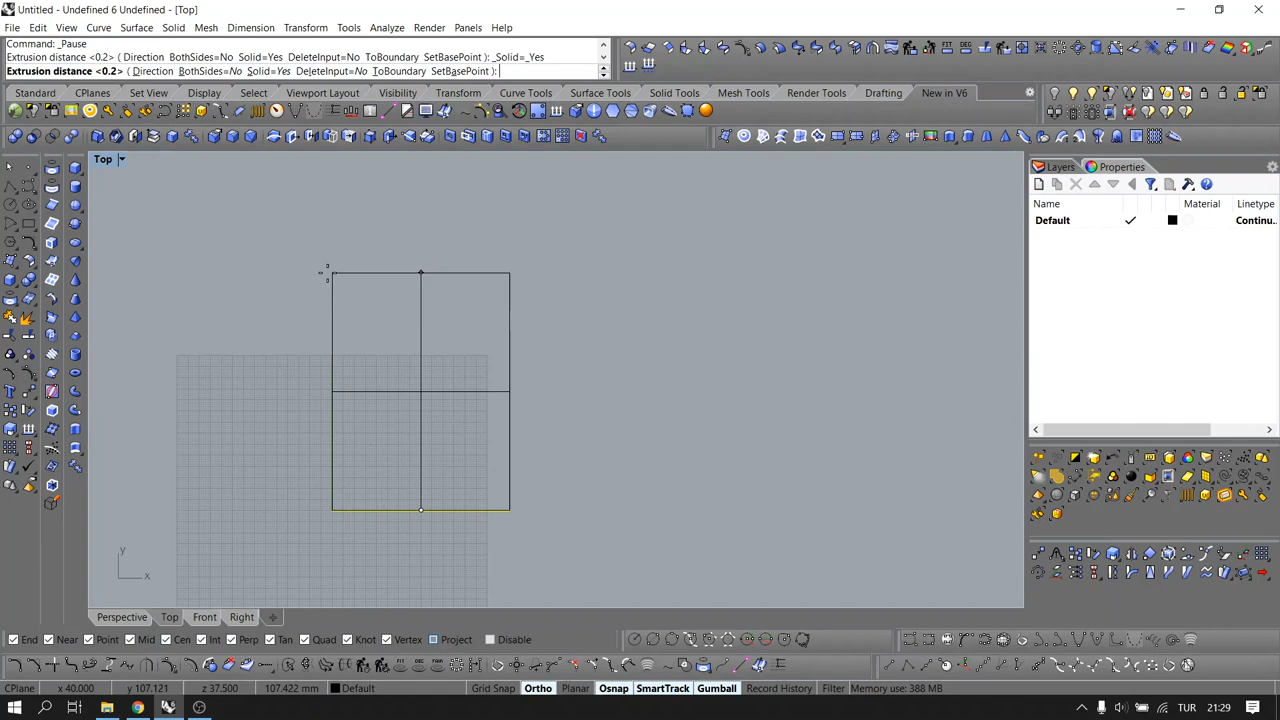 Untitled - Undefined 6 Undefined - [Top]
File Edit View Curve Surface Solid Mesh Dimension Transform Tools Analyze Render Panels Help
Command: _Pause
Extrusion distance <0.2> ( Direction BothSides=No Solid=No DeleteInput=No ToBoundary SetBasePoint ): _Solid=_Yes
Extrusion distance <0.2> ( Direction BothSides=No Solid=Yes DeleteInput=No ToBoundary SetBasePoint ):
Standard CPlanes Set View Display Select Viewport Layout Visibility Transform Curve Tools Surface Tools Solid Tools Mesh Tools Render Tools Drafting New in V6
Top
Layers Properties
Name Material Linetype
Default Continu...
y
x
Perspective Top Front Right
End Near Point Mid Cen Int Perp Tan Quad Knot Vertex Project Disable
CPlane x 40.000 y 107.121 z 37.500 107.422 mm Default Grid Snap Ortho Planar Osnap SmartTrack Gumball Record History Filter Memory use: 388 MB
TUR 21:29